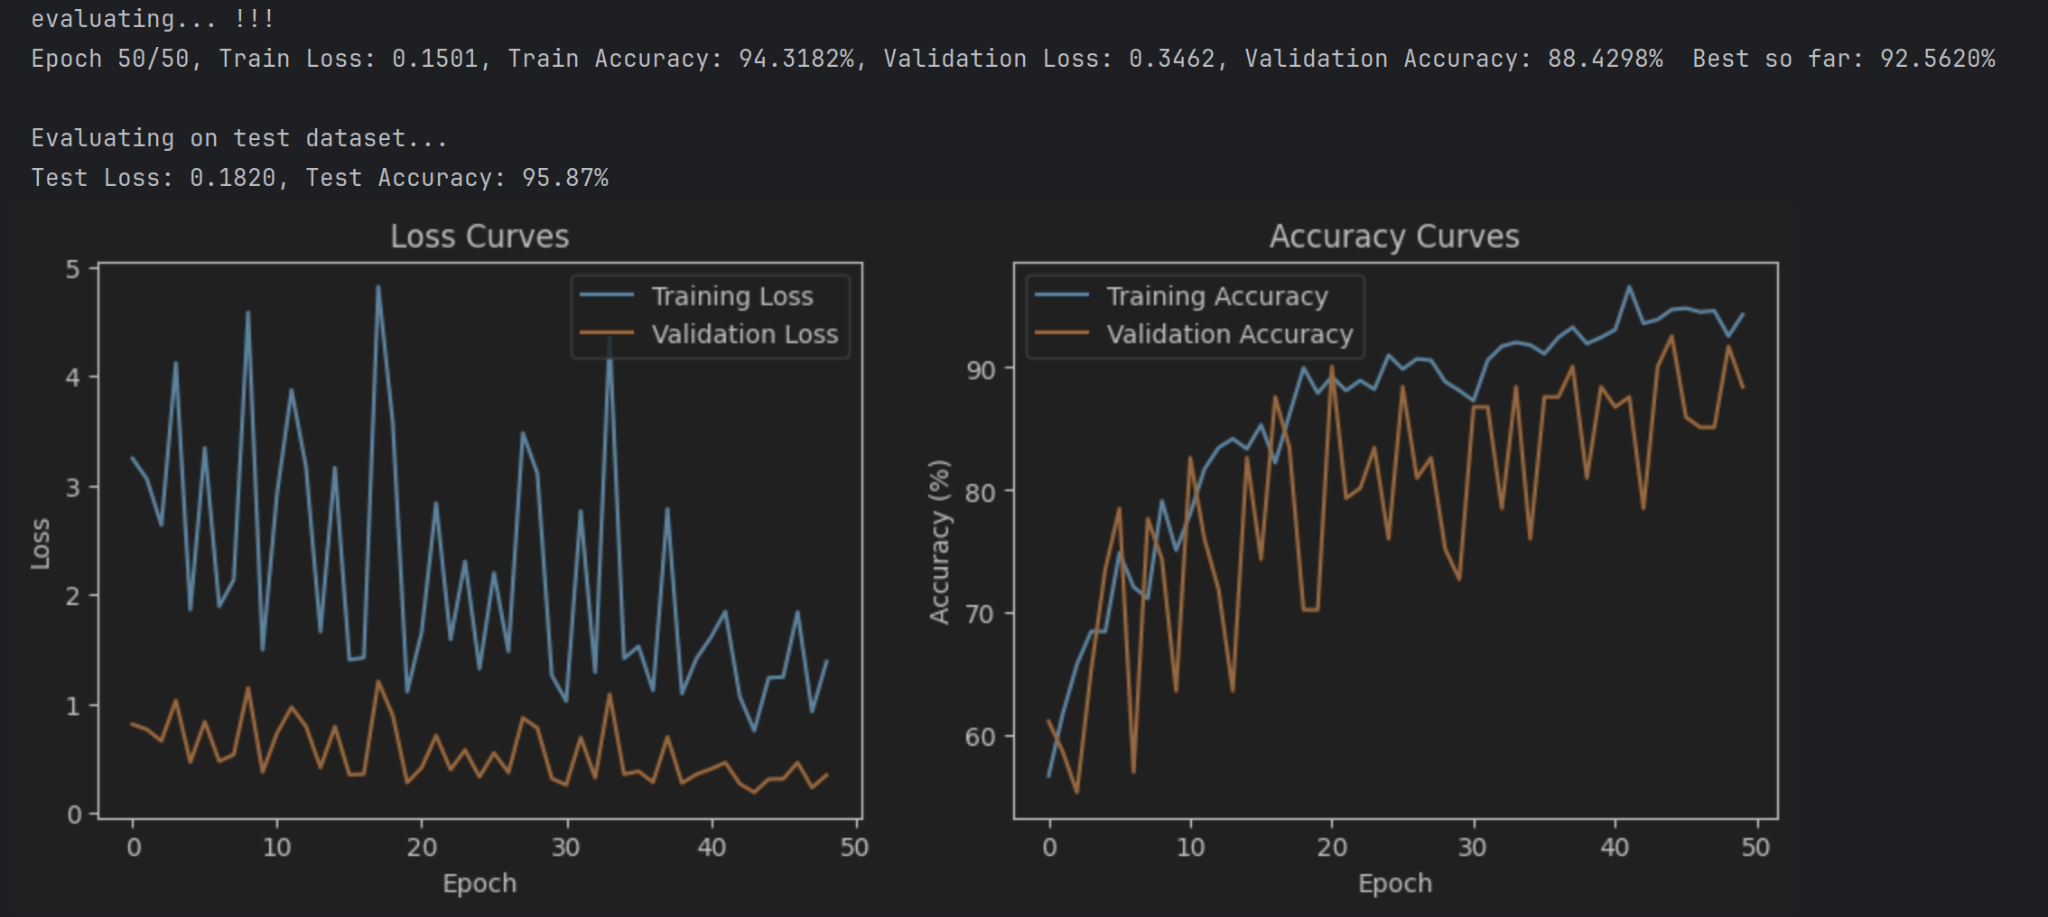 evaluating... !!!
Epoch 50/50, Train Loss: 0.1501, Train Accuracy: 94.3182%, Validation Loss: 0.3462, Validation Accuracy: 88.4298%  Best so far: 92.5620%
Evaluating on test dataset...
Test Loss: 0.1820, Test Accuracy: 95.87%
Loss Curves
Training Loss
Validation Loss
5
4
3
2
1
0
Loss
0 10 20 30 40 50
Epoch
Accuracy Curves
Training Accuracy
Validation Accuracy
90
80
70
60
Accuracy (%)
0 10 20 30 40 50
Epoch